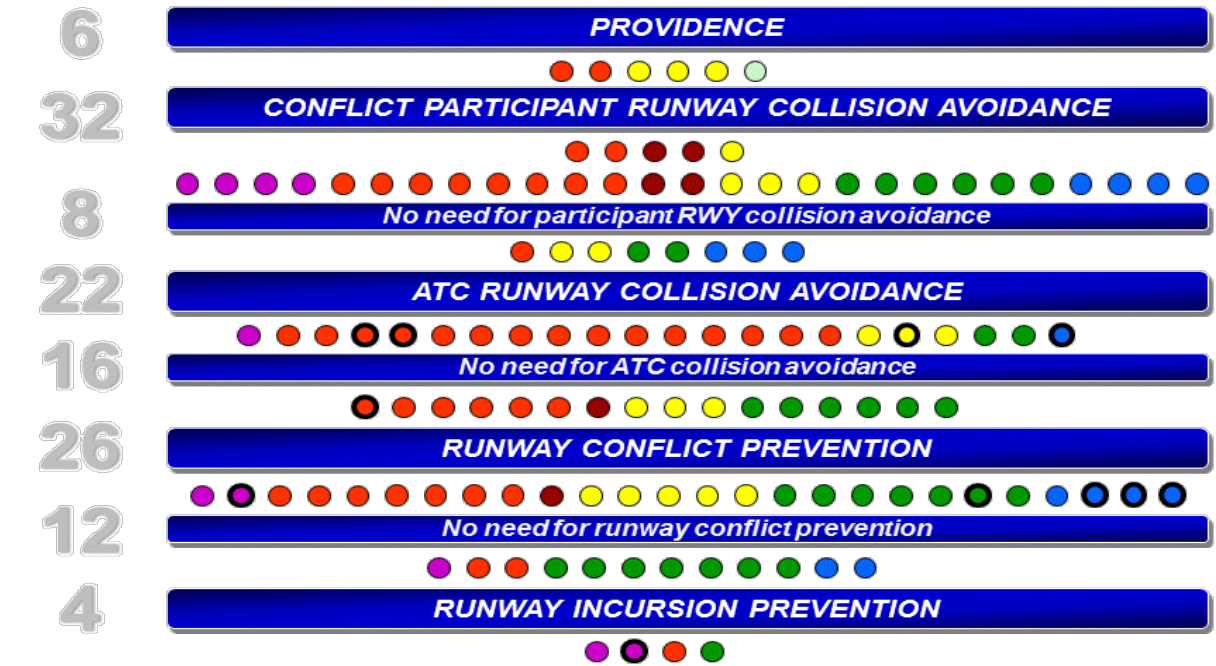 6
PROVIDENCE
32
CONFLICT PARTICIPANT RUNWAY COLLISION AVOIDANCE
8
No need for participant RWY collision avoidance
22
ATC RUNWAY COLLISION AVOIDANCE
16
No need for ATC collision avoidance
26
RUNWAY CONFLICT PREVENTION
12
No need for runway conflict prevention
4
RUNWAY INCURSION PREVENTION